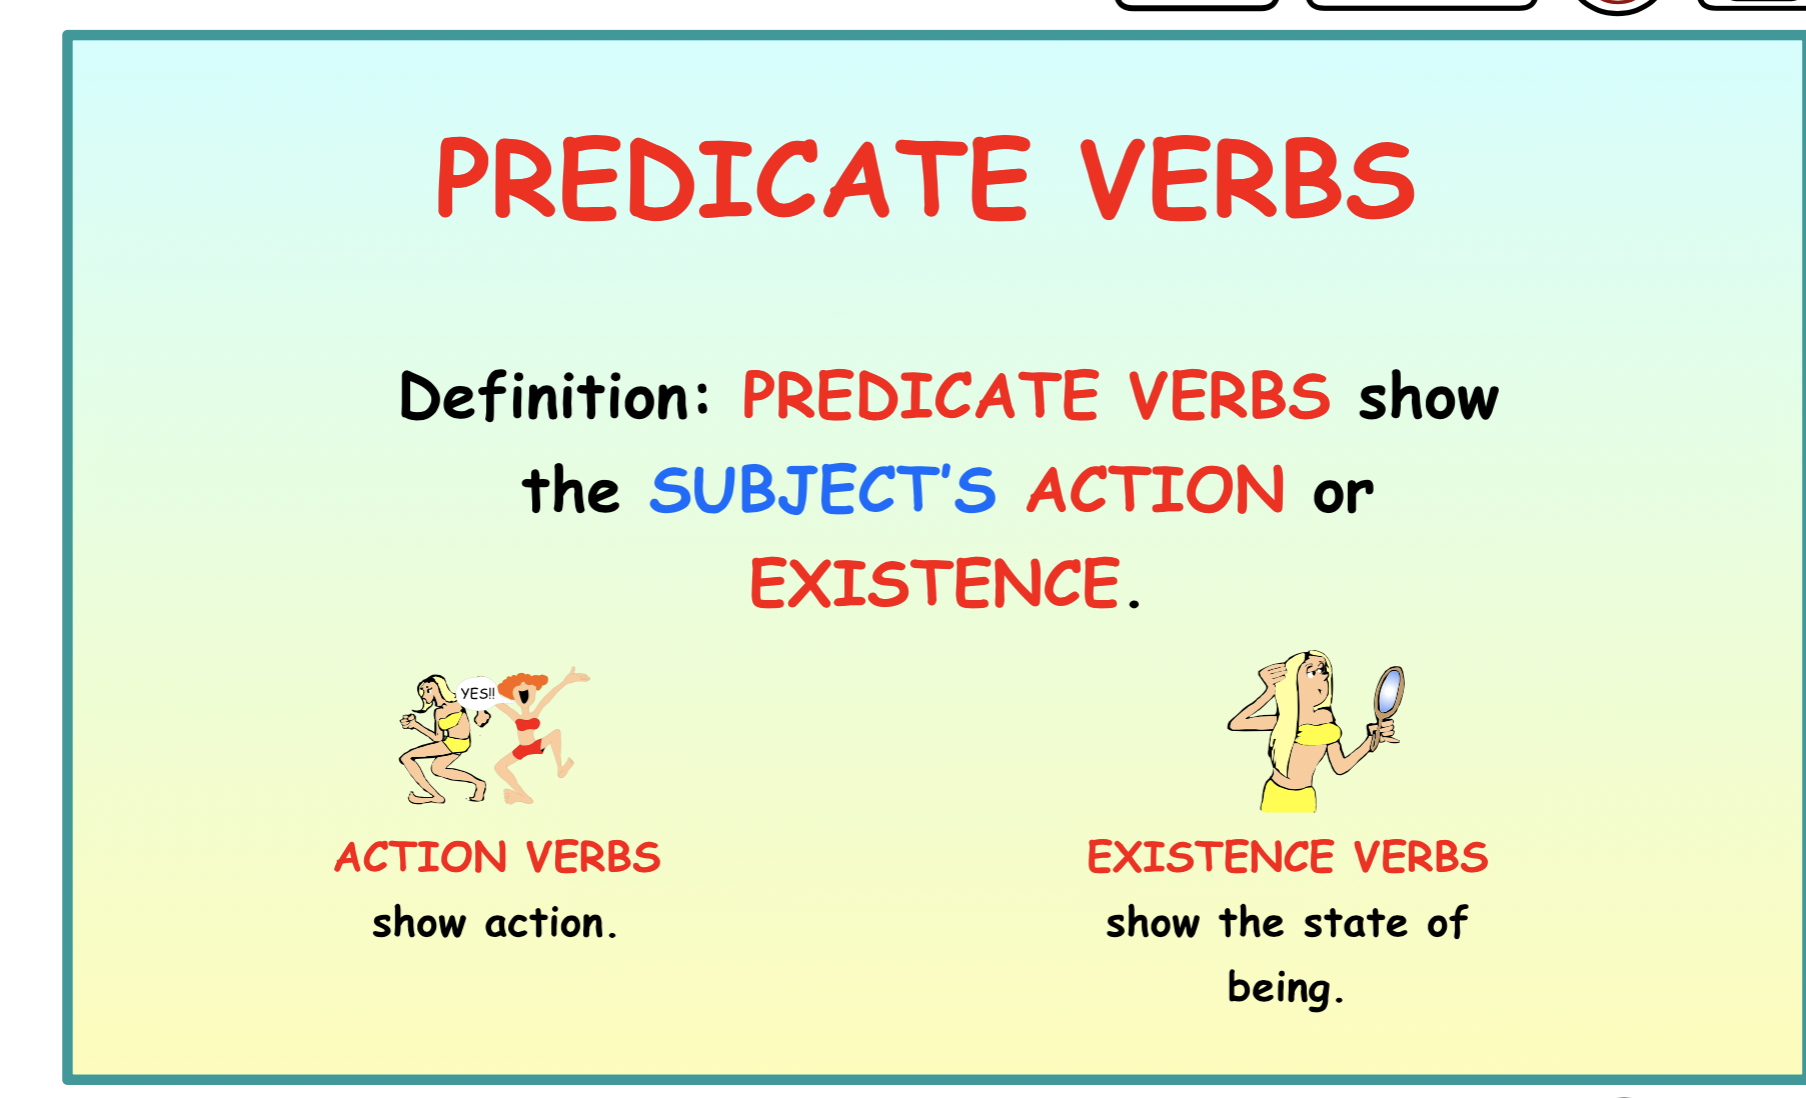 PREDICATE VERBS
Definition: PREDICATE VERBS show
the SUBJECT'S ACTION or
EXISTENCE.
YES!!
ACTION VERBS
show action.
EXISTENCE VERBS
show the state of
being.